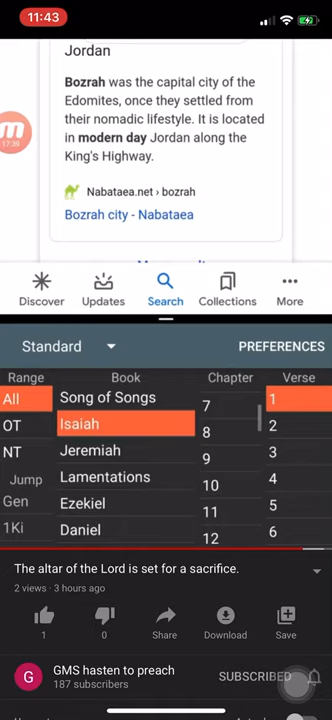 11:43
Jordan
Bozrah was the capital city of the
Edomites, once they settled from
their nomadic lifestyle. It is located
in modern day Jordan along the
King's Highway.
17:39
Nabataea.net › bozrah
Bozrah city - Nabataea
Discover Updates Search Collections More
Standard PREFERENCES
Range Book Chapter Verse
All Song of Songs 7 1
OT Isaiah 8 2
NT Jeremiah 9 3
Jump Lamentations 10 4
Gen Ezekiel 11 5
1Ki Daniel 12 6
The altar of the Lord is set for a sacrifice.
2 views · 3 hours ago
1 0 Share Download Save
G GMS hasten to preach SUBSCRIBED
187 subscribers